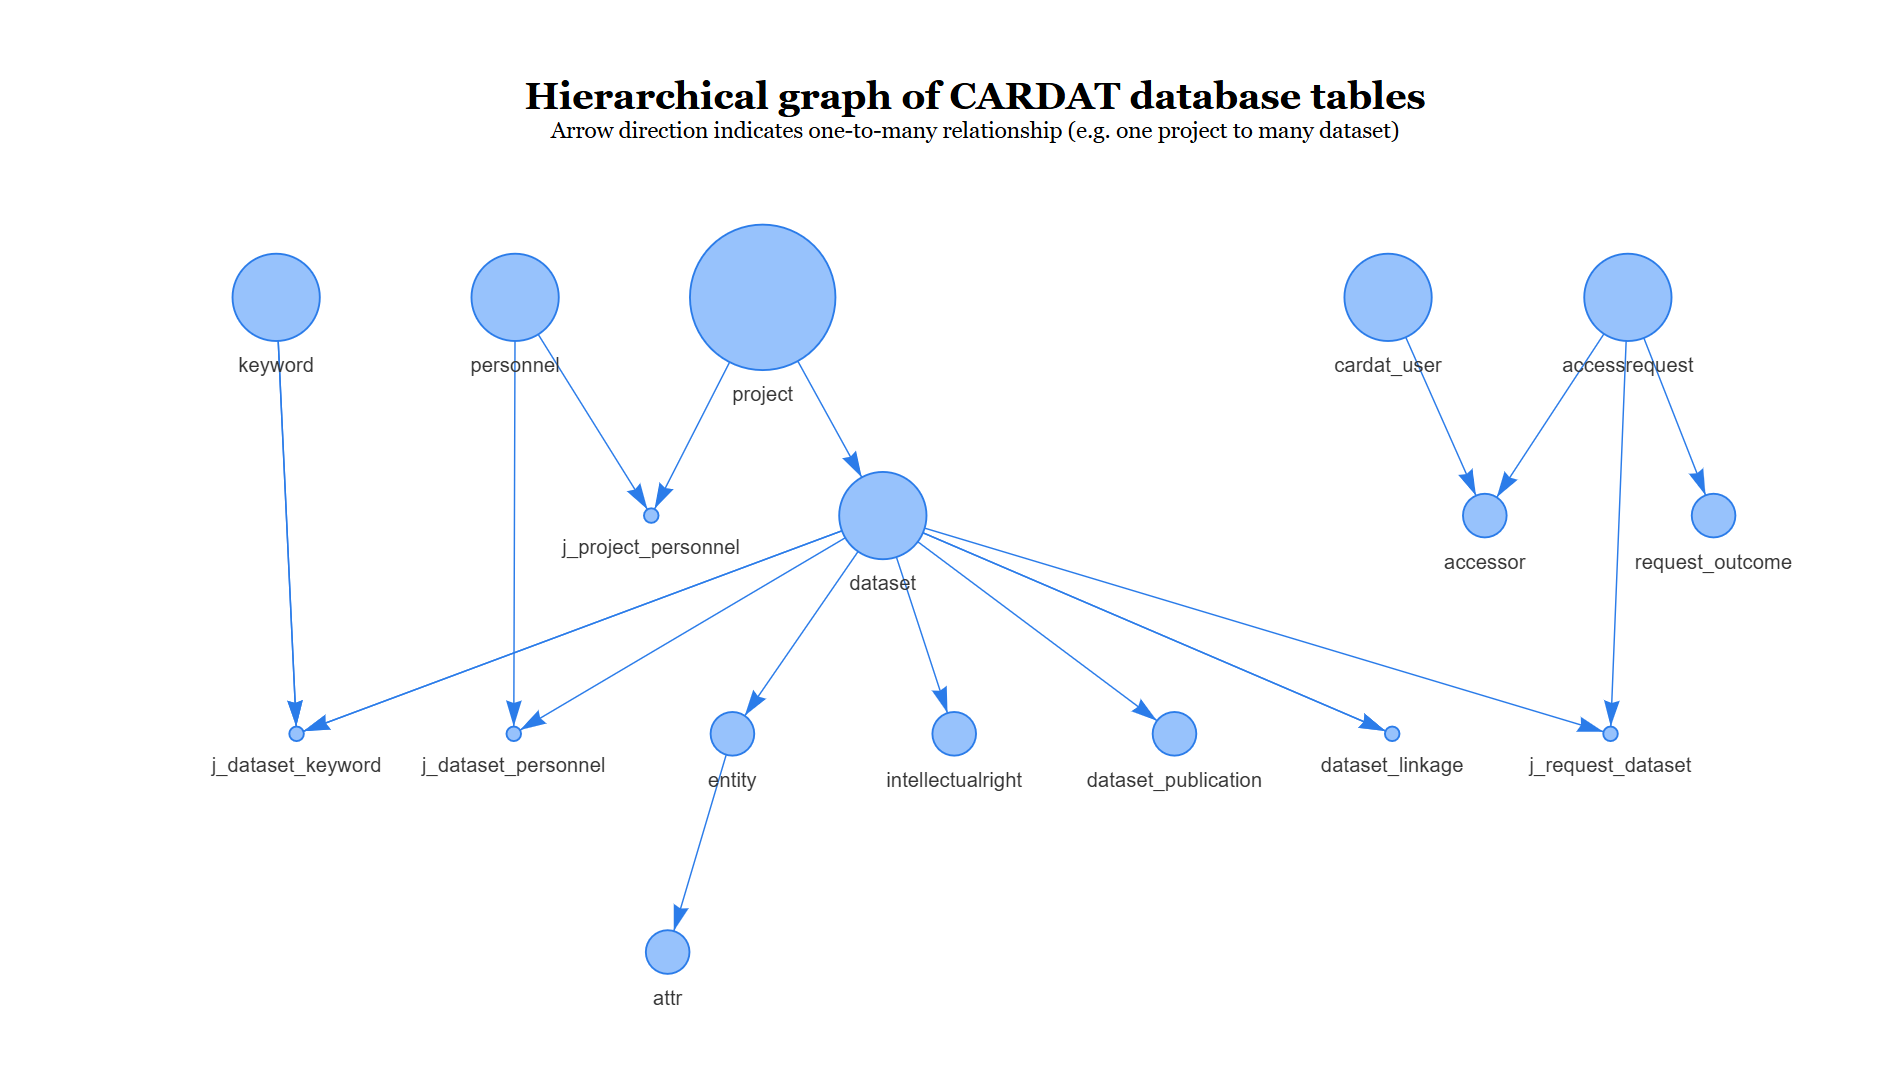 Hierarchical graph of CARDAT database tables
Arrow direction indicates one-to-many relationship (e.g. one project to many dataset)
keyword
personnel
project
cardat_user
accessrequest
j_project_personnel
dataset
accessor
request_outcome
j_dataset_keyword
j_dataset_personnel
entity
intellectualright
dataset_publication
dataset_linkage
j_request_dataset
attr